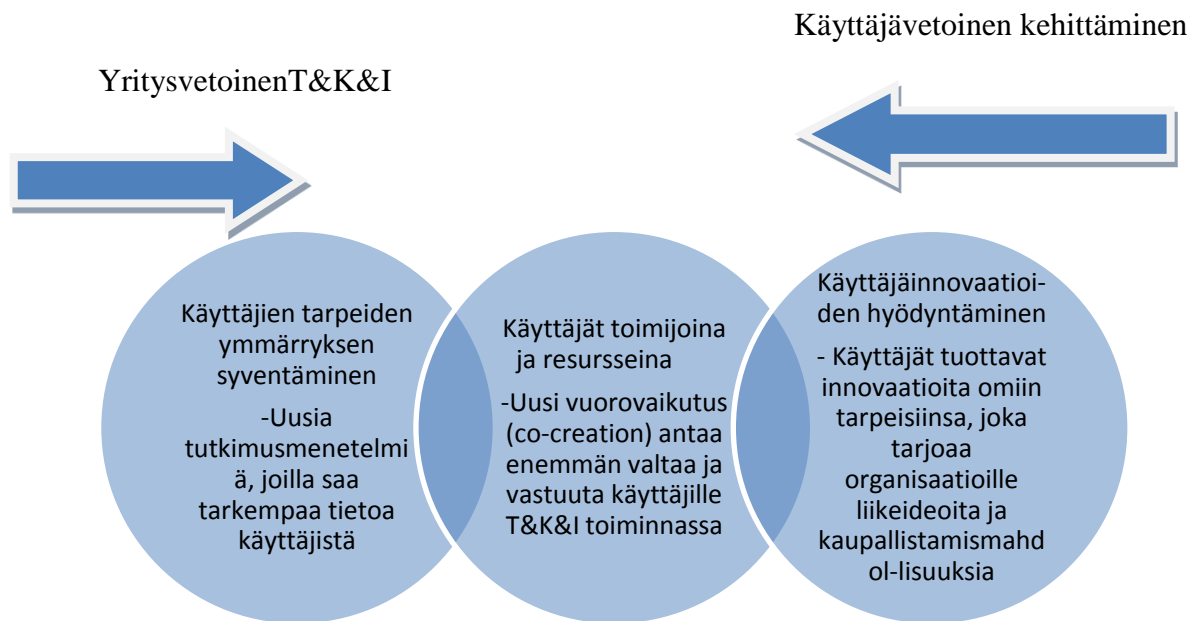 Käyttäjävetoinen kehittäminen
YritysvetoinenT&K&I
Käyttäjien tarpeiden
ymmärryksen
syventäminen
-Uusia
tutkimusmenetelmi
ä, joilla saa
tarkempaa tietoa
käyttäjistä
Käyttäjät toimijoina
ja resursseina
-Uusi vuorovaikutus
(co-creation) antaa
enemmän valtaa ja
vastuuta käyttäjille
T&K&I toiminnassa
Käyttäjäinnovaatioi-
den hyödyntäminen
- Käyttäjät tuottavat
innovaatioita omiin
tarpeisiinsa, joka
tarjoaa
organisaatioille
liikeideoita ja
kaupallistamismahd
ol-lisuuksia